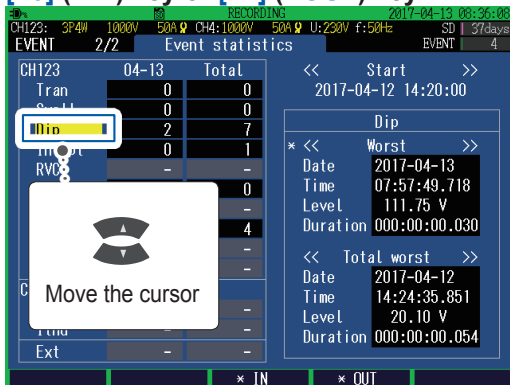 RECORDING 2017-04-13 08:36:08
CH123: 3P4W 1000V 50A CH4:1000V 50A U:230V f:50Hz SD 37days
EVENT 2/2 Event statistics EVENT 4
CH123 04-13 Total
Tran 0 0
0 0
Dip 2 7
0 1
RVC - -
0
-
4
-
-
Move the cursor
-
-
Ext - -
<< Start >>
2017-04-12 14:20:00
Dip
* << Worst >>
Date 2017-04-13
Time 07:57:49.718
Level 111.75 V
Duration 000:00:00.030
<< Total worst >>
Date 2017-04-12
Time 14:24:35.851
Level 20.10 V
Duration 000:00:00.054
* IN * OUT